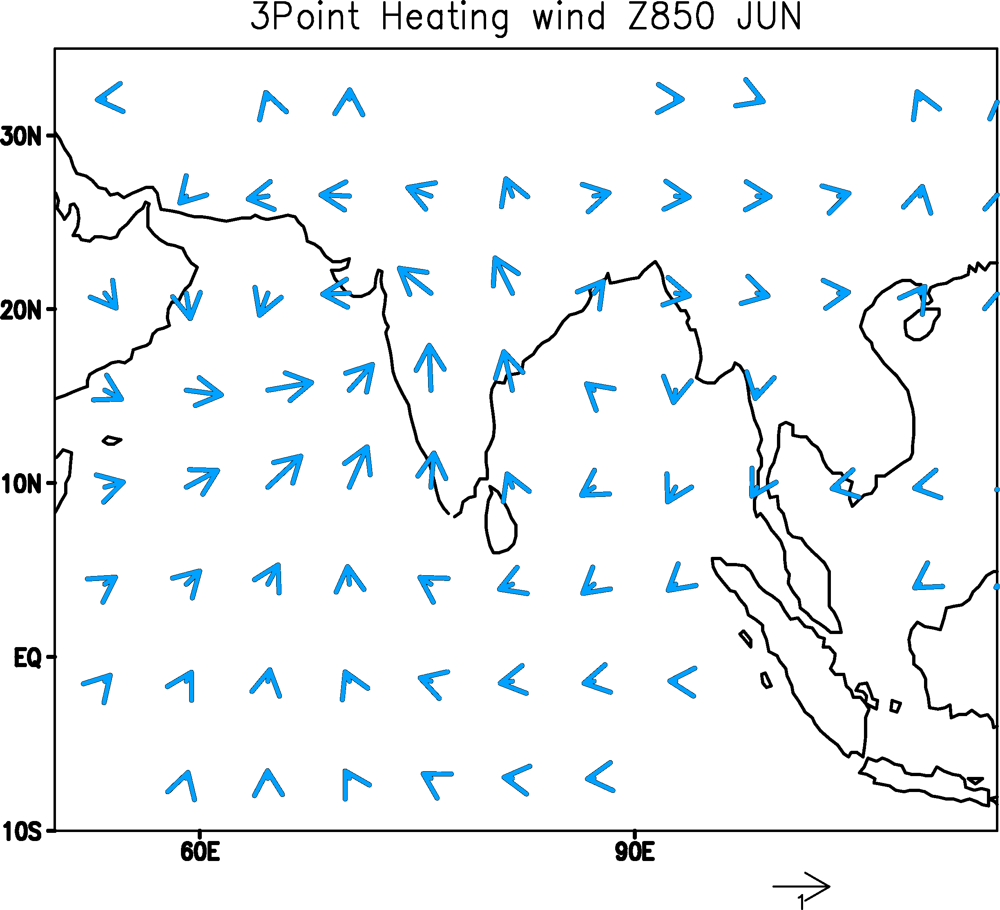 3Point Heating wind Z850 JUN
30N
20N
10N
EQ
10S
60E 90E
1